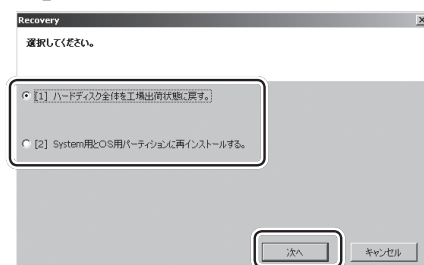 Recovery
選択してください。
[1] ハードディスク全体を工場出荷状態に戻す。
[2] System用とOS用パーティションに再インストールする。
次へ
キャンセル